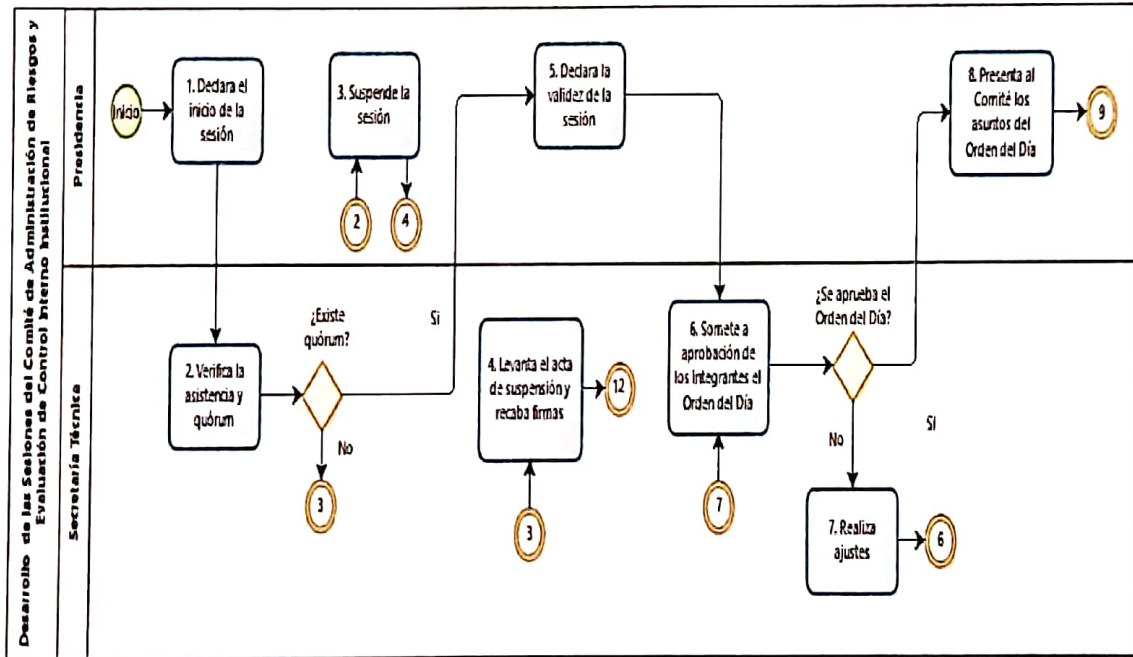 Desarrollo de las Sesiones del Comité de Administración de Riesgos y
Evaluación de Control Interno Institucional
Presidencia
Inicio
1. Declara el
inicio de la
sesión
3. Suspende la
sesión
2
4
5. Declara la
validez de la
sesión
8. Presenta al
Comité los
asuntos del
Orden del Día
9
Secretaría Técnica
2. Verifica la
asistencia y
quórum
¿Existe
quórum?
Si
No
3
4. Levanta el acta
de suspensión y
recaba firmas
12
3
6. Somete a
aprobación de
los integrantes el
Orden del Día
7
¿Se aprueba el
Orden del Día?
Sí
No
7. Realiza
ajustes
6